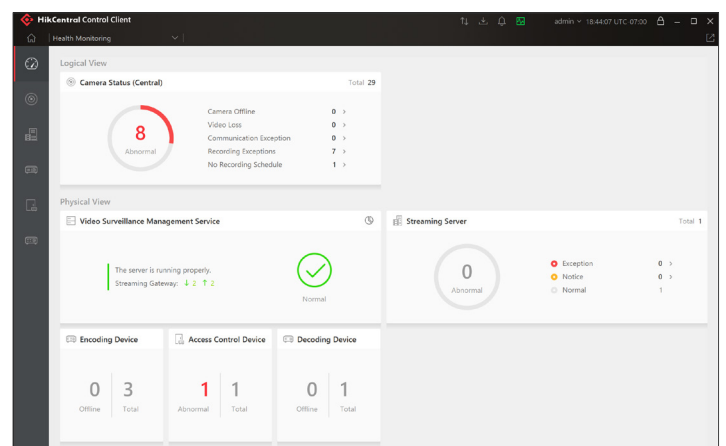 HikCentral Control Client
admin 18:44:07 UTC-07:00
Health Monitoring
Logical View
Camera Status (Central) Total 29
8
Abnormal
Camera Offline 0
Video Loss 0
Communication Exception 0
Recording Exceptions 7
No Recording Schedule 1
Physical View
Video Surveillance Management Service
The server is running properly.
Streaming Gateway: ↓ 2 ↑ 2
Normal
Streaming Server Total 1
0
Abnormal
Exception 0
Notice 0
Normal 1
Encoding Device
0 3
Offline Total
Access Control Device
1 1
Abnormal Total
Decoding Device
0 1
Offline Total